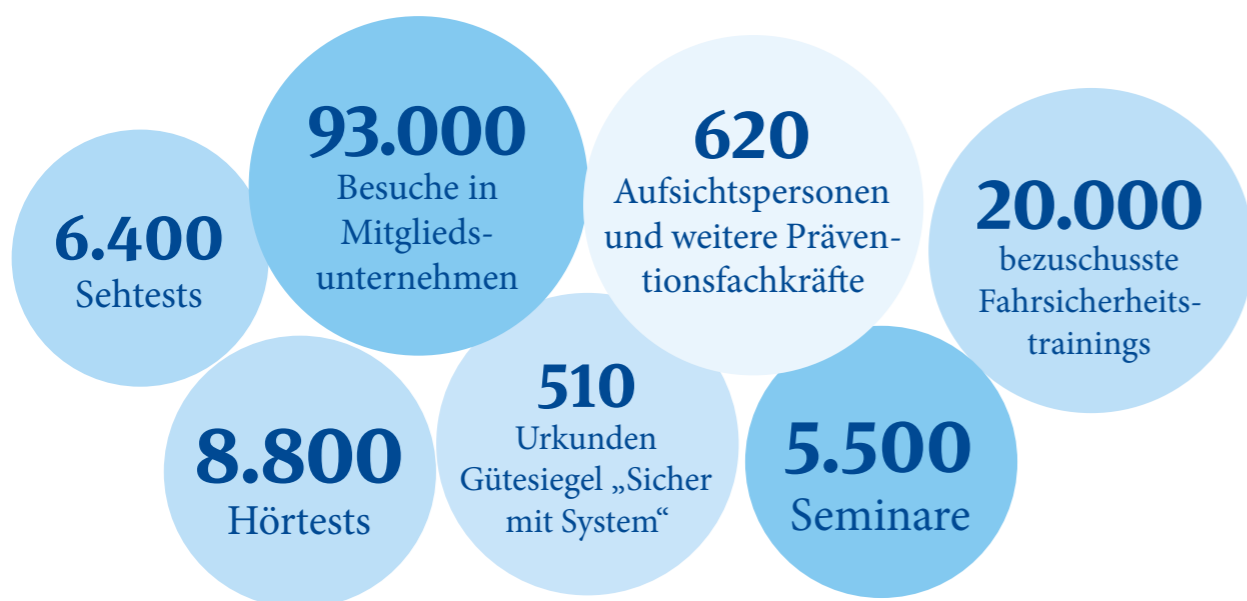 6.400
Sehtests
93.000
Besuche in
Mitglieds-
unternehmen
620
Aufsichtspersonen
und weitere Präven-
tionsfachkräfte
20.000
bezuschusste
Fahrsicherheits-
trainings
8.800
Hörtests
510
Urkunden
Gütesiegel „Sicher
mit System“
5.500
Seminare